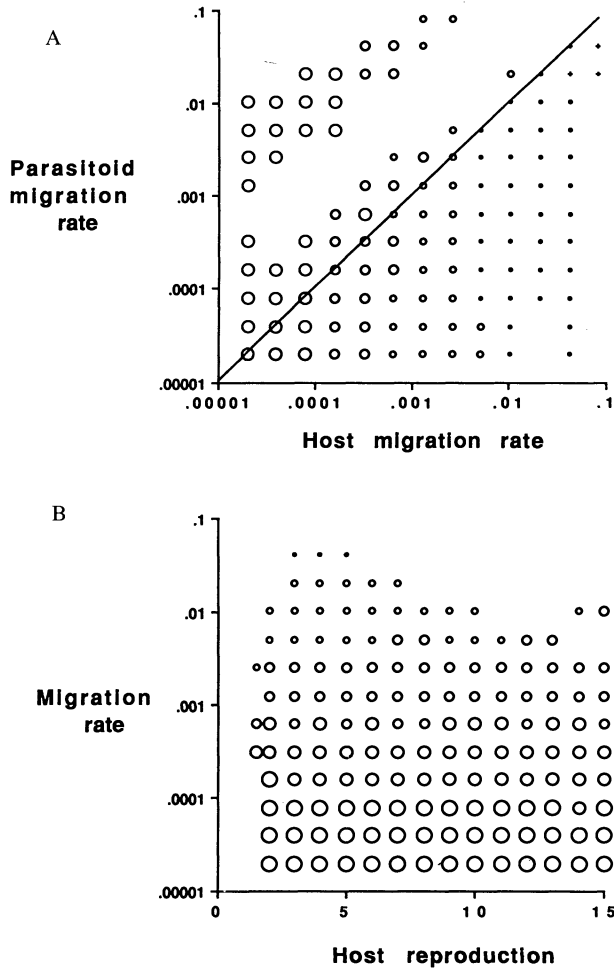 A
.1
.01
Parasitoid
migration
rate
.001
.0001
.00001
.00001 .0001 .001 .01 .1
Host migration rate
B
.1
.01
Migration
rate
.001
.0001
.00001
0 5 10 15
Host reproduction